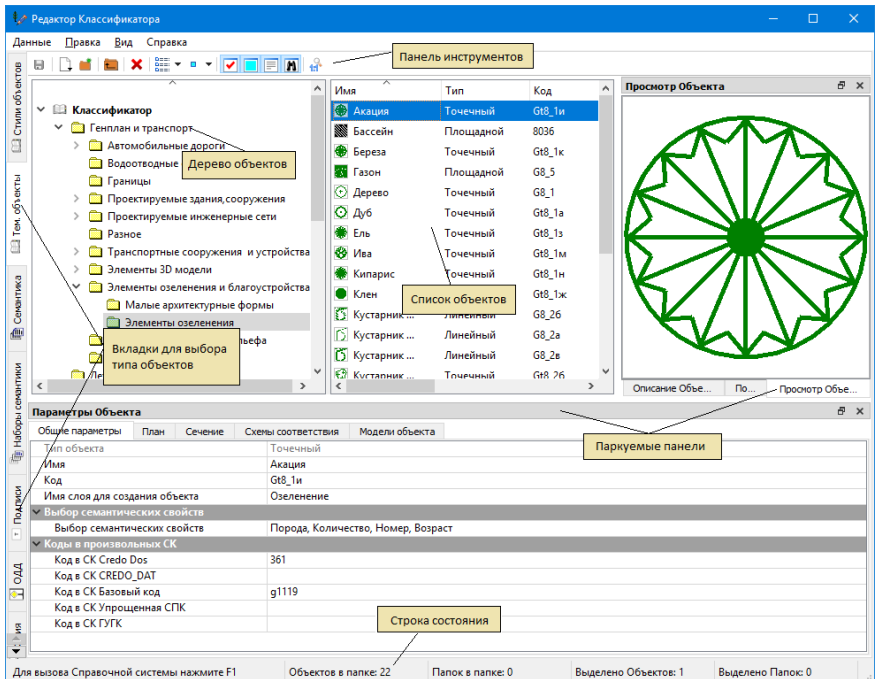 Редактор Классификатора
Данные Правка Вид Справка
Панель инструментов
Стили объектов
Тем. объекты
Семантика
Наборы семантики
Подписи
ОДД
Классификатор
Генплан и транспорт
Автомобильные дороги
Водоотводные
Границы
Проектируемые здания,сооружения
Проектируемые инженерные сети
Разное
Транспортные сооружения и устройства
Элементы 3D модели
Элементы озеленения и благоустройства
Малые архитектурные формы
Элементы озеленения
Дерево объектов
Вкладки для выбора
типа объектов
Имя Тип Код
Акация Точечный Gt8_1и
Бассейн Площадной 8036
Береза Точечный Gt8_1к
Газон Площадной G8_5
Дерево Точечный G8_1
Дуб Точечный Gt8_1а
Ель Точечный Gt8_1з
Ива Точечный Gt8_1м
Кипарис Точечный Gt8_1н
Клен Gt8_1ж
Кустарник ... Линейный G8_2б
Кустарник ... Линейный G8_2а
Кустарник ... Линейный G8_2в
Кустарник ... Точечный Gt8_2б
Список объектов
Просмотр Объекта
Описание Объе... По... Просмотр Объе...
Параметры Объекта
Общие параметры План Сечение Схемы соответствия Модели объекта
Паркуемые панели
Тип объекта Точечный
Имя Акация
Код Gt8_1и
Имя слоя для создания объекта Озеленение
Выбор семантических свойств
Выбор семантических свойств Порода, Количество, Номер, Возраст
Коды в произвольных СК
Код в СК Credo Dos 361
Код в СК CREDO_DAT
Код в СК Базовый код g1119
Код в СК Упрощенная СПК
Код в СК ГУГК
Строка состояния
Для вызова Справочной системы нажмите F1 Объектов в папке: 22 Папок в папке: 0 Выделено Объектов: 1 Выделено Папок: 0